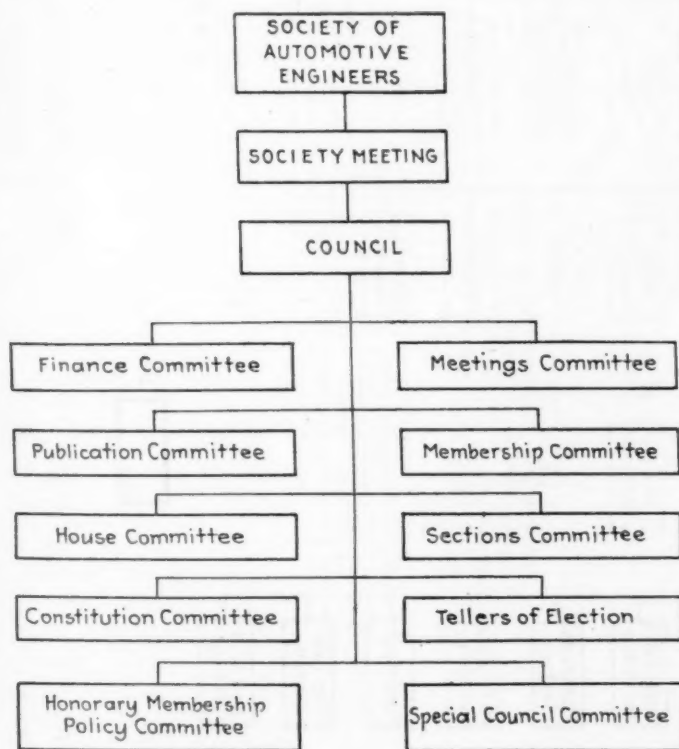 SOCIETY OF
AUTOMOTIVE
ENGINEERS
SOCIETY MEETING
COUNCIL
Finance Committee
Meetings Committee
Publication Committee
Membership Committee
House Committee
Sections Committee
Constitution Committee
Tellers of Election
Honorary Membership
Policy Committee
Special Council Committee